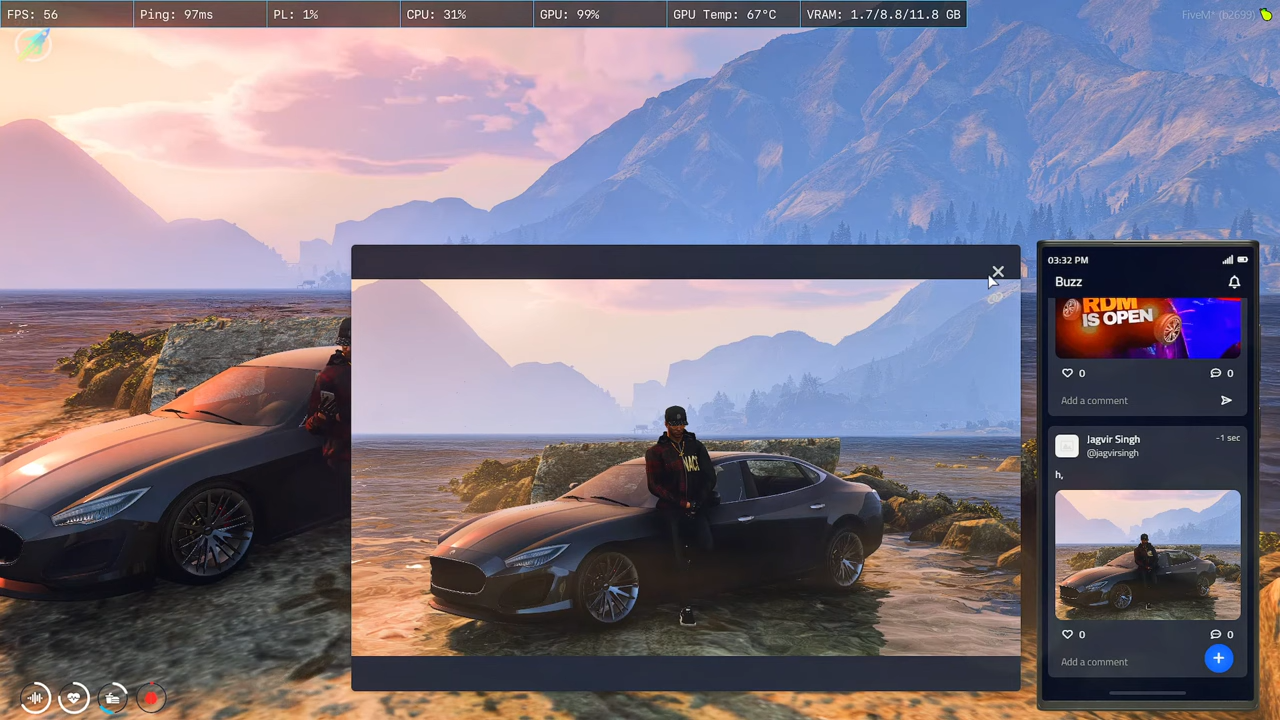 FPS: 56
Ping: 97ms
PL: 1%
CPU: 31%
GPU: 99%
GPU Temp: 67°C
VRAM: 1.7/8.8/11.8 GB
FiveM* (b2699)
03:32 PM
Buzz
RDM
IS OPEN
0
0
Add a comment
Jagvir Singh
-1 sec
@jagvirsingh
h,
0
0
Add a comment